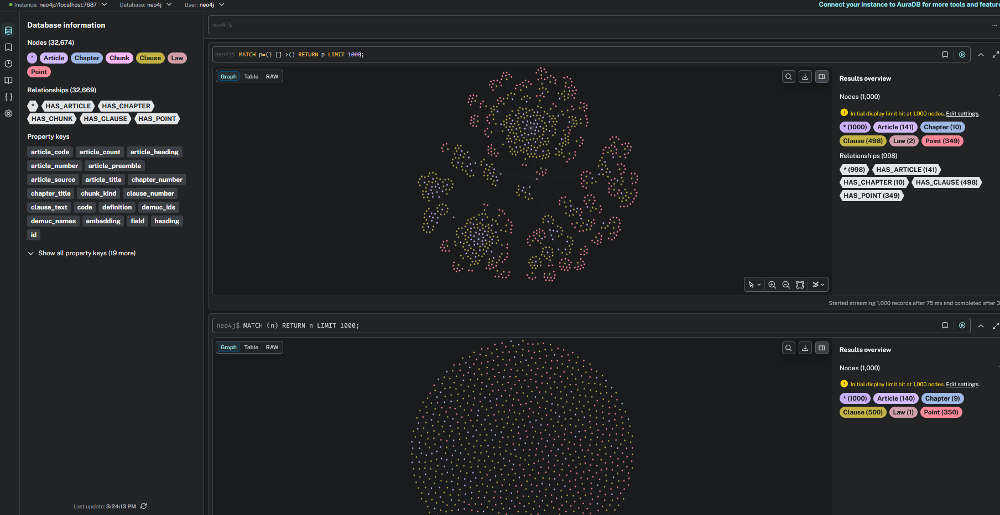 Instance: neo4j://localhost:7687 Database: neo4j User: neo4j
Connect your instance to AuraDB for more tools and feature
Database information
Nodes (32,674)
* Article Chapter Chunk Clause Law
Point
Relationships (32,669)
* HAS_ARTICLE HAS_CHAPTER
HAS_CHUNK HAS_CLAUSE HAS_POINT
Property keys
article_code article_count article_heading
article_number article_preamble
article_source article_title chapter_number
chapter_title chunk_kind clause_number
clause_text code definition demuc_ids
demuc_names embedding field heading
id
Show all property keys (19 more)
Last update: 3:24:13 PM
neo4j$
neo4j$ MATCH p=()-[]->() RETURN p LIMIT 1000;
Graph Table RAW
Results overview
Nodes (1,000)
Initial display limit hit at 1,000 nodes. Edit settings.
* (1000) Article (141) Chapter (10)
Clause (498) Law (2) Point (349)
Relationships (998)
* (998) HAS_ARTICLE (141)
HAS_CHAPTER (10) HAS_CLAUSE (498)
HAS_POINT (349)
Started streaming 1,000 records after 75 ms and completed after 3
neo4j$ MATCH (n) RETURN n LIMIT 1000;
Graph Table RAW
Results overview
Nodes (1,000)
Initial display limit hit at 1,000 nodes. Edit settings.
* (1000) Article (140) Chapter (9)
Clause (500) Law (1) Point (350)